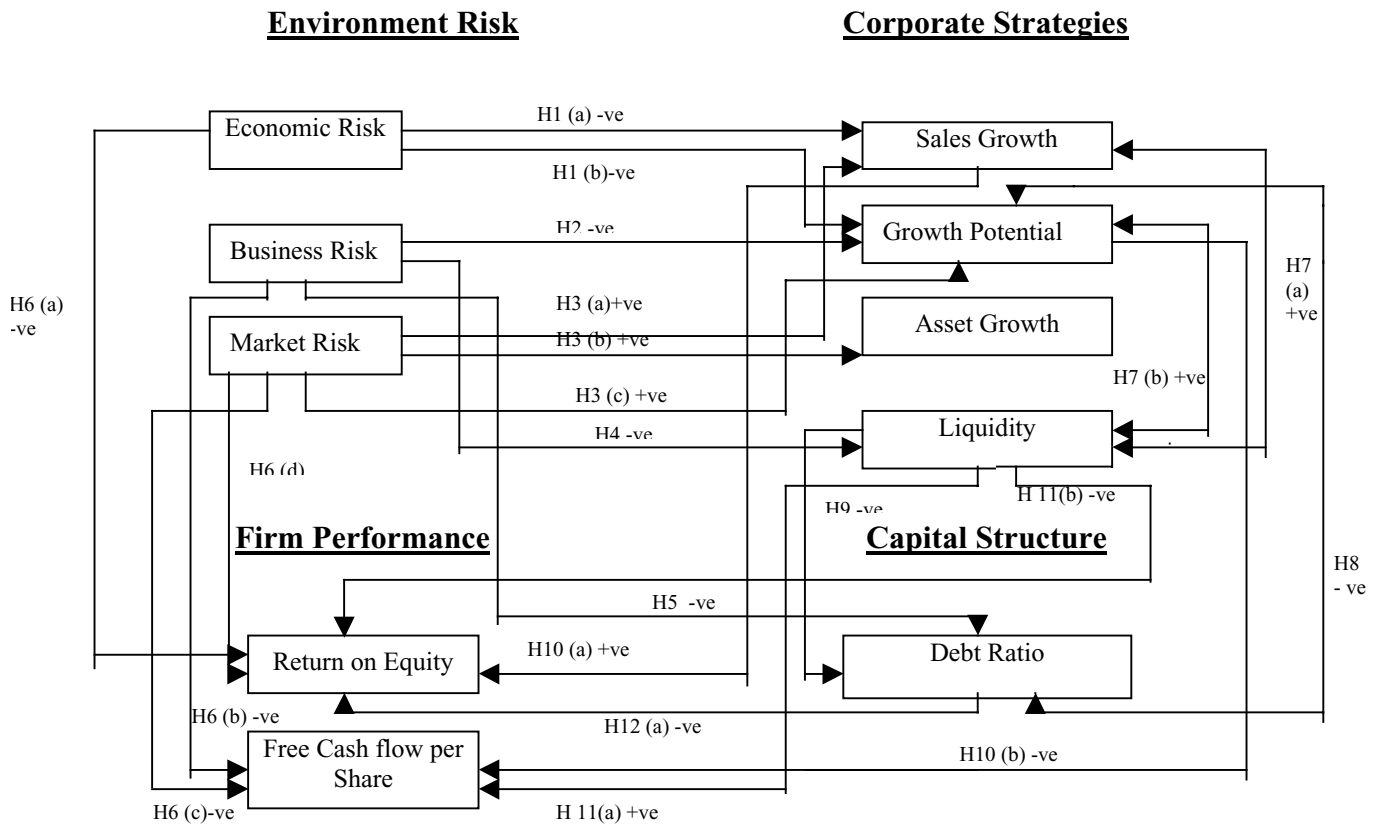 Environment Risk
Corporate Strategies
Economic Risk
H1 (a) -ve
Sales Growth
H1 (b)-ve
H2 -ve
Growth Potential
Business Risk
H7
(a)
+ve
H6 (a)
-ve
H3 (a)+ve
Asset Growth
Market Risk
H3 (b) +ve
H7 (b) +ve
H3 (c) +ve
Liquidity
H4 -ve
H6 (d)
H 11(b) -ve
H9 -ve
Firm Performance
Capital Structure
H8
- ve
H5 -ve
Return on Equity
H10 (a) +ve
Debt Ratio
H6 (b) -ve
H12 (a) -ve
Free Cash flow per
Share
H10 (b) -ve
H6 (c)-ve
H 11(a) +ve